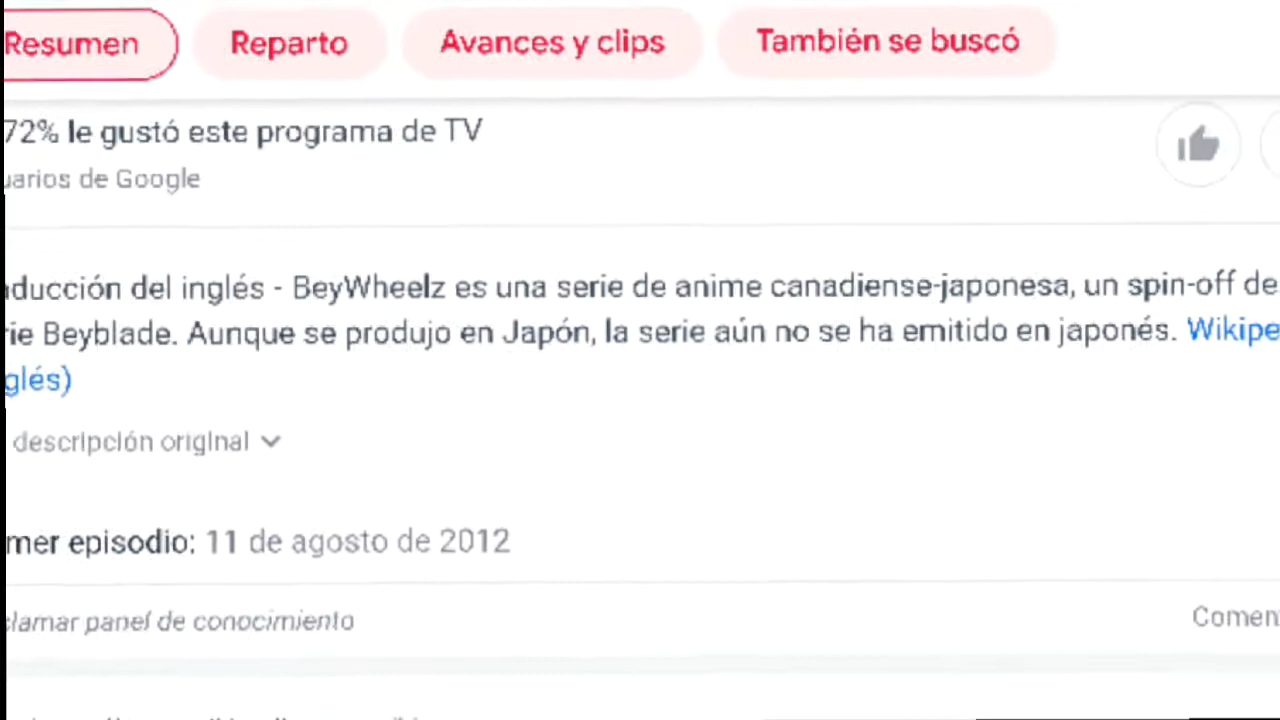 Resumen Reparto Avances y clips También se buscó
72% le gustó este programa de TV
de Google
del inglés - BeyWheelz es una serie de anime canadiense-japonesa, un spin-off de
Beyblade. Aunque se produjo en Japón, la serie aún no se ha emitido en japonés. Wikipe
glés)
descripción original
mer episodio: 11 de agosto de 2012
clamar panel de conocimiento Comen